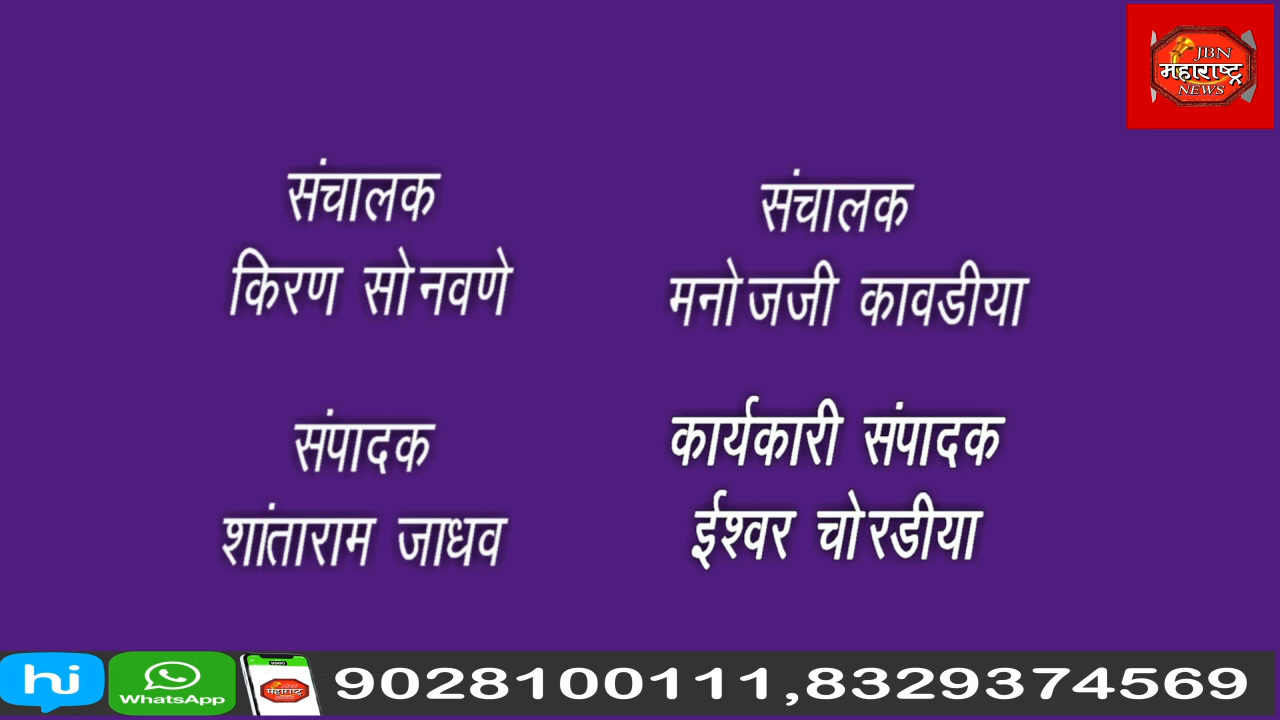 JBN
महाराष्ट्र
NEWS
संचालक
किरण सोनवणे
संचालक
मनोजजी कावडीया
संपादक
शांताराम जाधव
कार्यकारी संपादक
ईश्वर चोरडीया
hi
WhatsApp
महाराष्ट्र
9028100111,8329374569